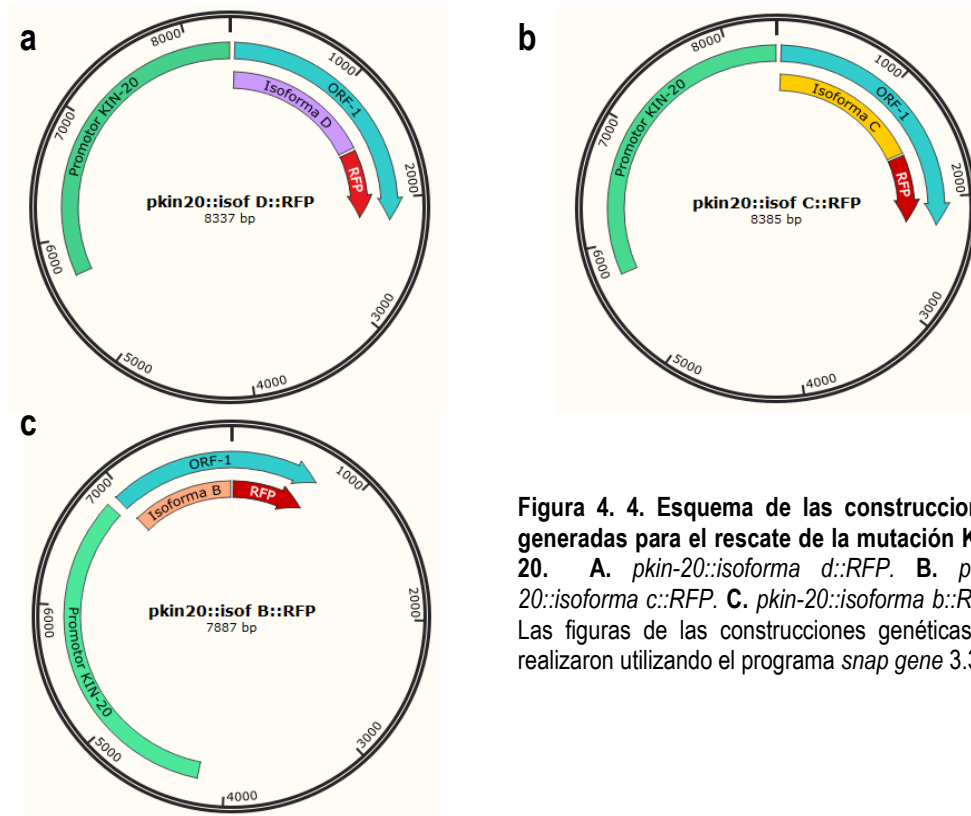 a
8000
1000
7000
2000
6000
3000
5000
4000
Promotor KIN-20
ORF-1
Isoforma D
RFP
pkin20::isof D::RFP
8337 bp
b
8000
1000
7000
2000
6000
3000
5000
4000
Promotor KIN-20
ORF-1
Isoforma C
RFP
pkin20::isof C::RFP
8385 bp
c
7000
1000
6000
2000
5000
3000
4000
Promotor KIN-20
ORF-1
Isoforma B
RFP
pkin20::isof B::RFP
7887 bp
Figura 4. 4. Esquema de las construccion
generadas para el rescate de la mutación K
20. A. pkin-20::isoforma d::RFP. B. p
20::isoforma c::RFP. C. pkin-20::isoforma b::R
Las figuras de las construcciones genéticas
realizaron utilizando el programa snap gene 3.3